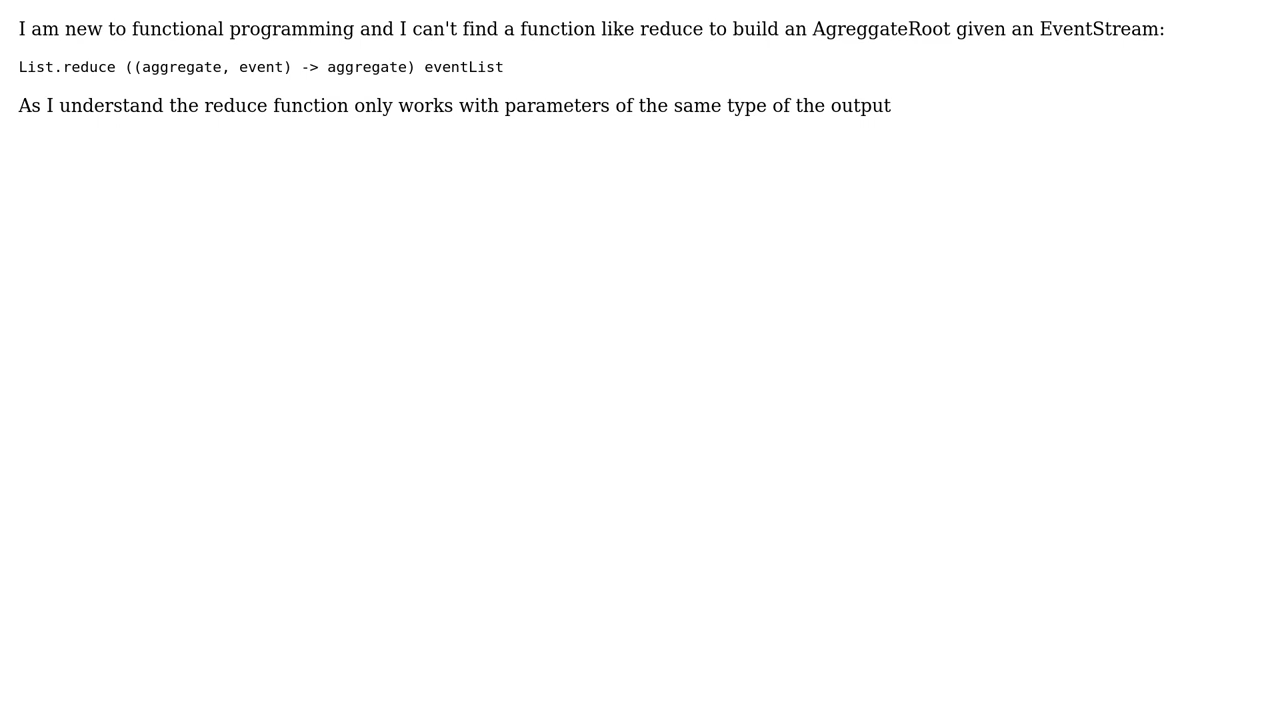 I am new to functional programming and I can't find a function like reduce to build an AgreggateRoot given an EventStream:
List.reduce ((aggregate, event) -> aggregate) eventList
As I understand the reduce function only works with parameters of the same type of the output